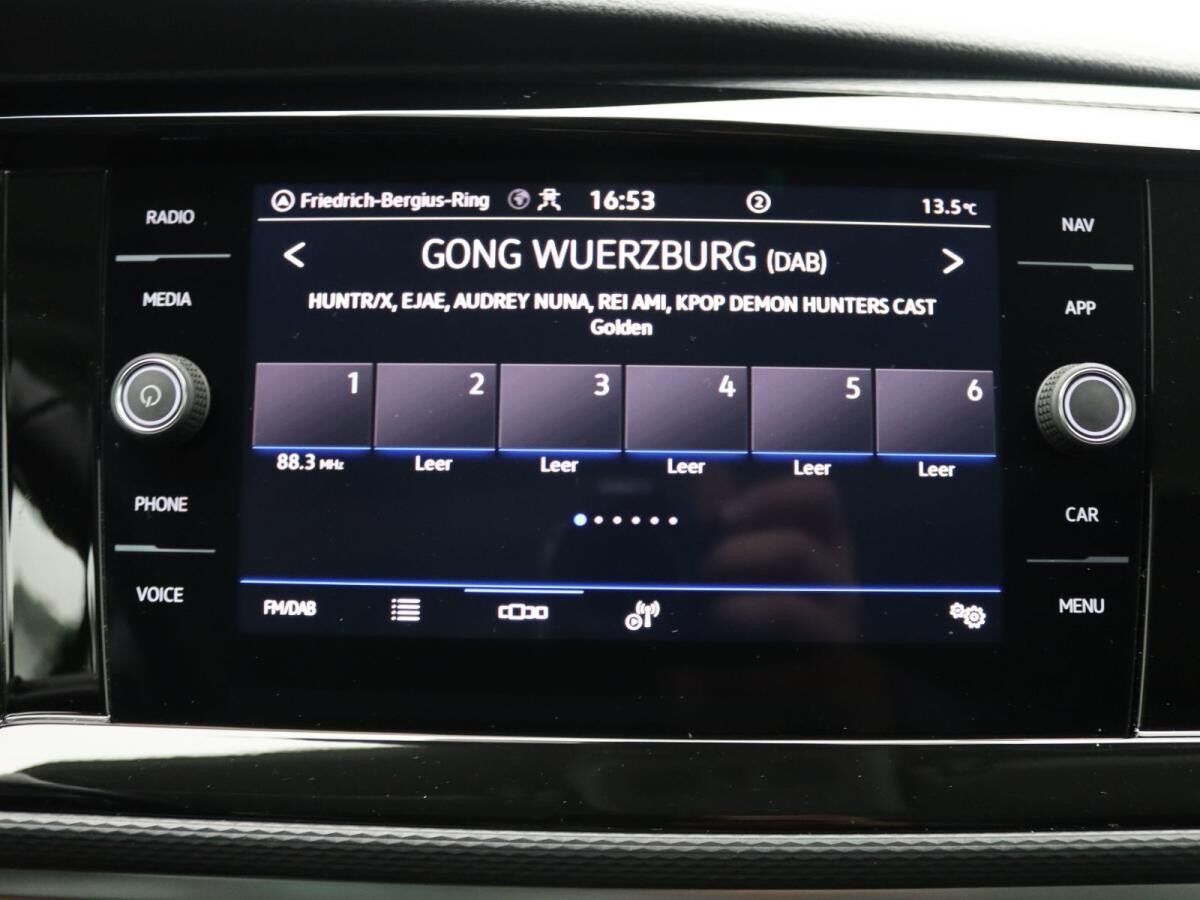 RADIO
MEDIA
PHONE
VOICE
Friedrich-Bergius-Ring 16:53 2 13.5°C
< GONG WUERZBURG (DAB) >
HUNTR/X, EJAE, AUDREY NUNA, REI AMI, KPOP DEMON HUNTERS CAST
Golden
1 2 3 4 5 6
88.3 MHz Leer Leer Leer Leer Leer
FM/DAB
NAV
APP
CAR
MENU